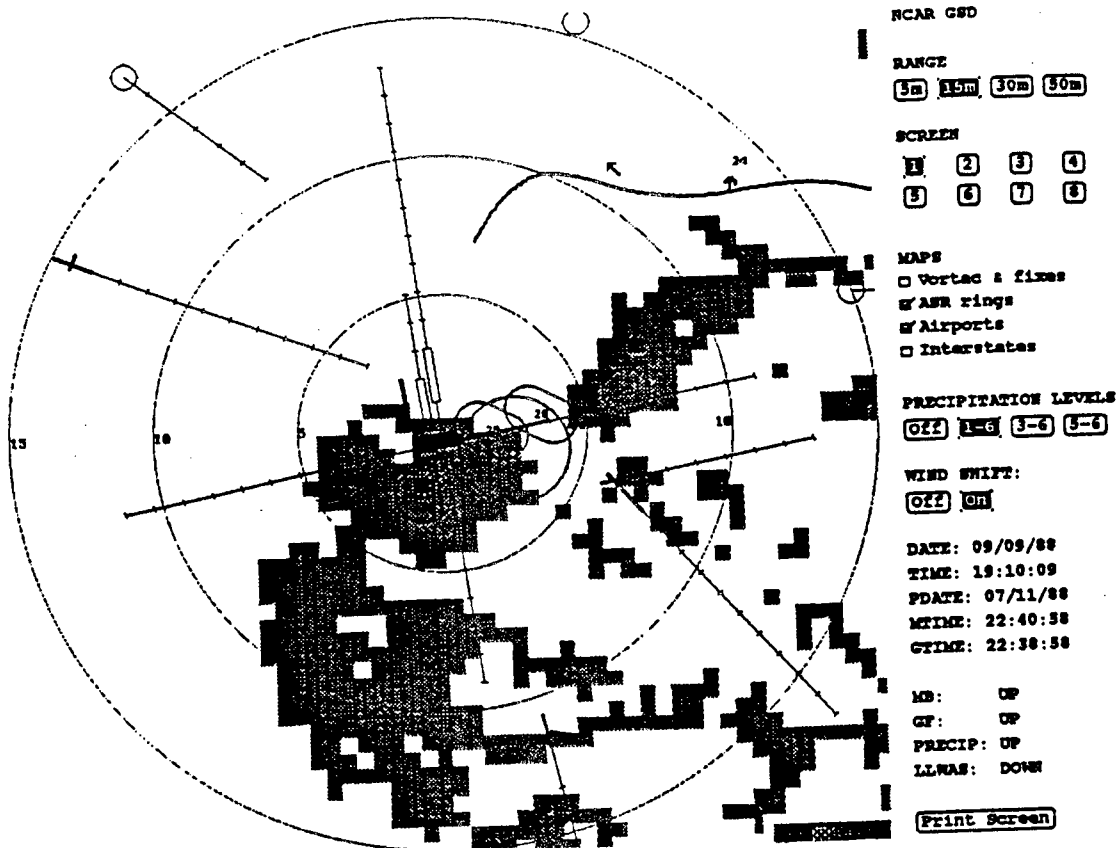 NCAR GSD
RANGE
5m 15m 30m 50m
SCREEN
1 2 3 4
5 6 7 8
MAPS
Vortac & fixes
ASR rings
Airports
Interstates
PRECIPITATION LEVELS
Off 1-6 3-6 5-6
WIND SHIFT:
Off On
DATE: 09/09/88
TIME: 19:10:09
PDATE: 07/11/88
MTIME: 22:40:58
GTIME: 22:38:58
MB: UP
GF: UP
PRECIP: UP
LLWAS: DOWN
Print Screen
15 10 5 20 10